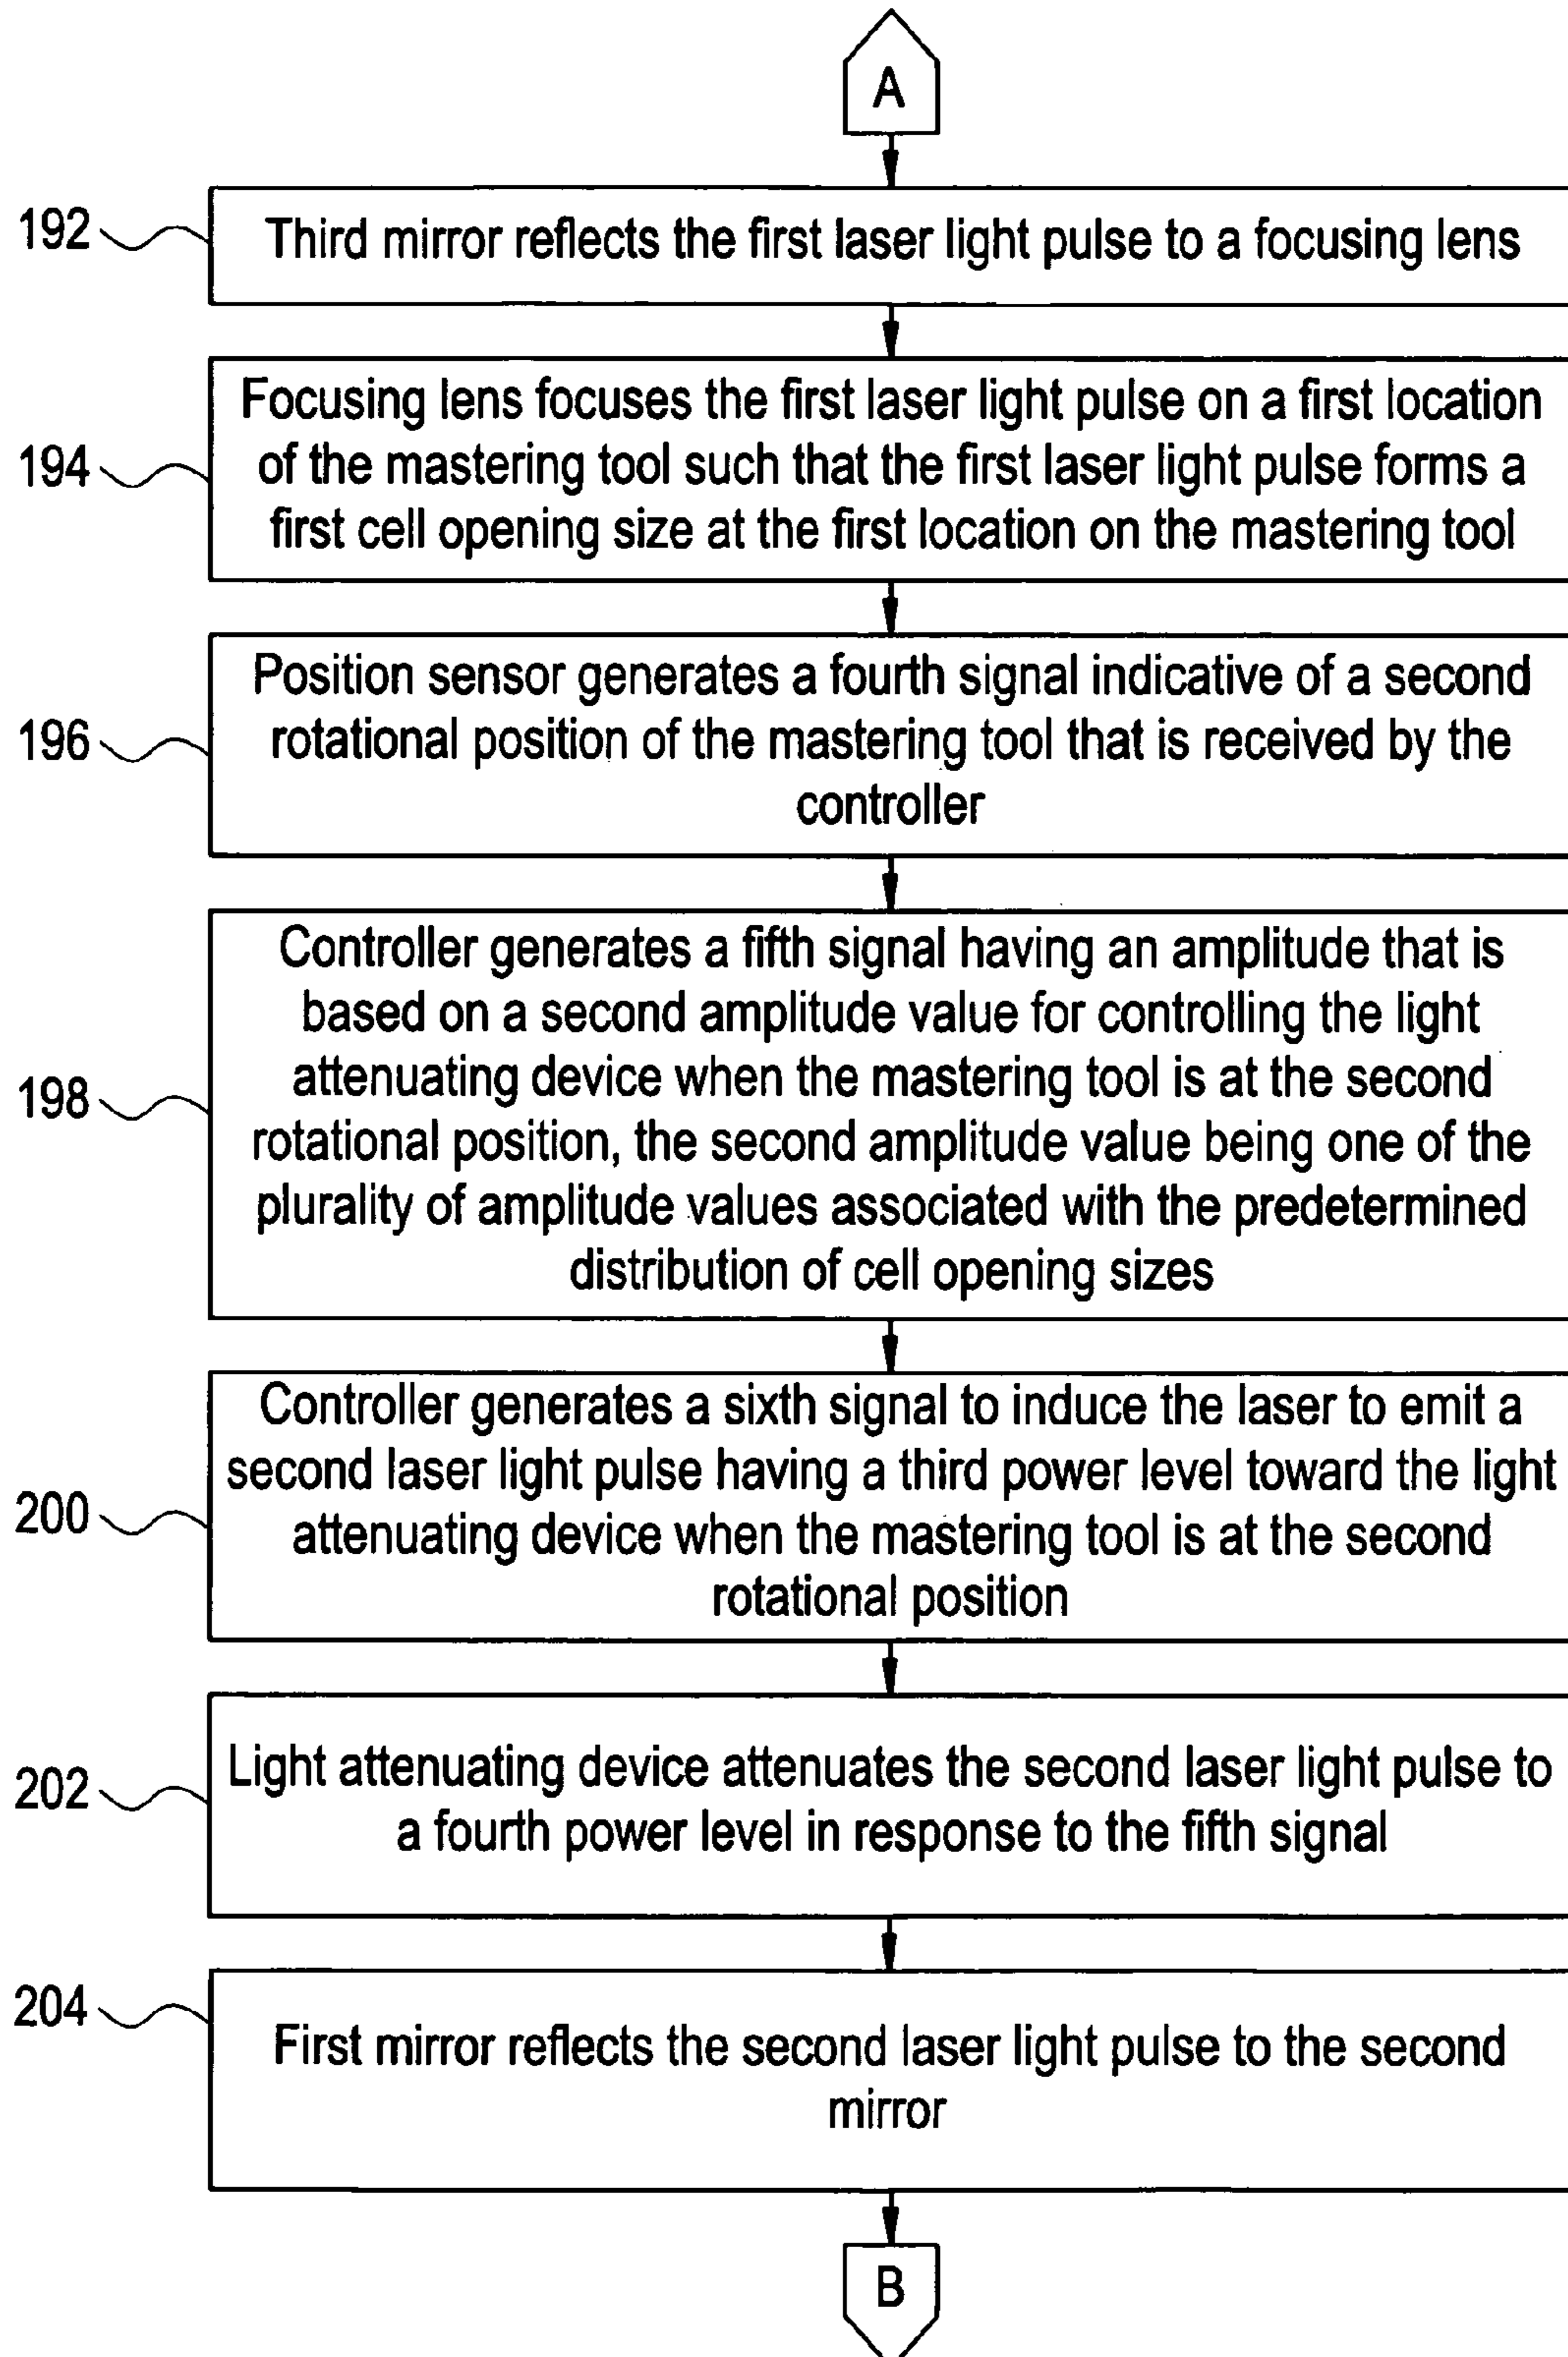 A
192
Third mirror reflects the first laser light pulse to a focusing lens
194
Focusing lens focuses the first laser light pulse on a first location
of the mastering tool such that the first laser light pulse forms a
first cell opening size at the first location on the mastering tool
196
Position sensor generates a fourth signal indicative of a second
rotational position of the mastering tool that is received by the
controller
198
Controller generates a fifth signal having an amplitude that is
based on a second amplitude value for controlling the light
attenuating device when the mastering tool is at the second
rotational position, the second amplitude value being one of the
plurality of amplitude values associated with the predetermined
distribution of cell opening sizes
200
Controller generates a sixth signal to induce the laser to emit a
second laser light pulse having a third power level toward the light
attenuating device when the mastering tool is at the second
rotational position
202
Light attenuating device attenuates the second laser light pulse to
a fourth power level in response to the fifth signal
204
First mirror reflects the second laser light pulse to the second
mirror
B